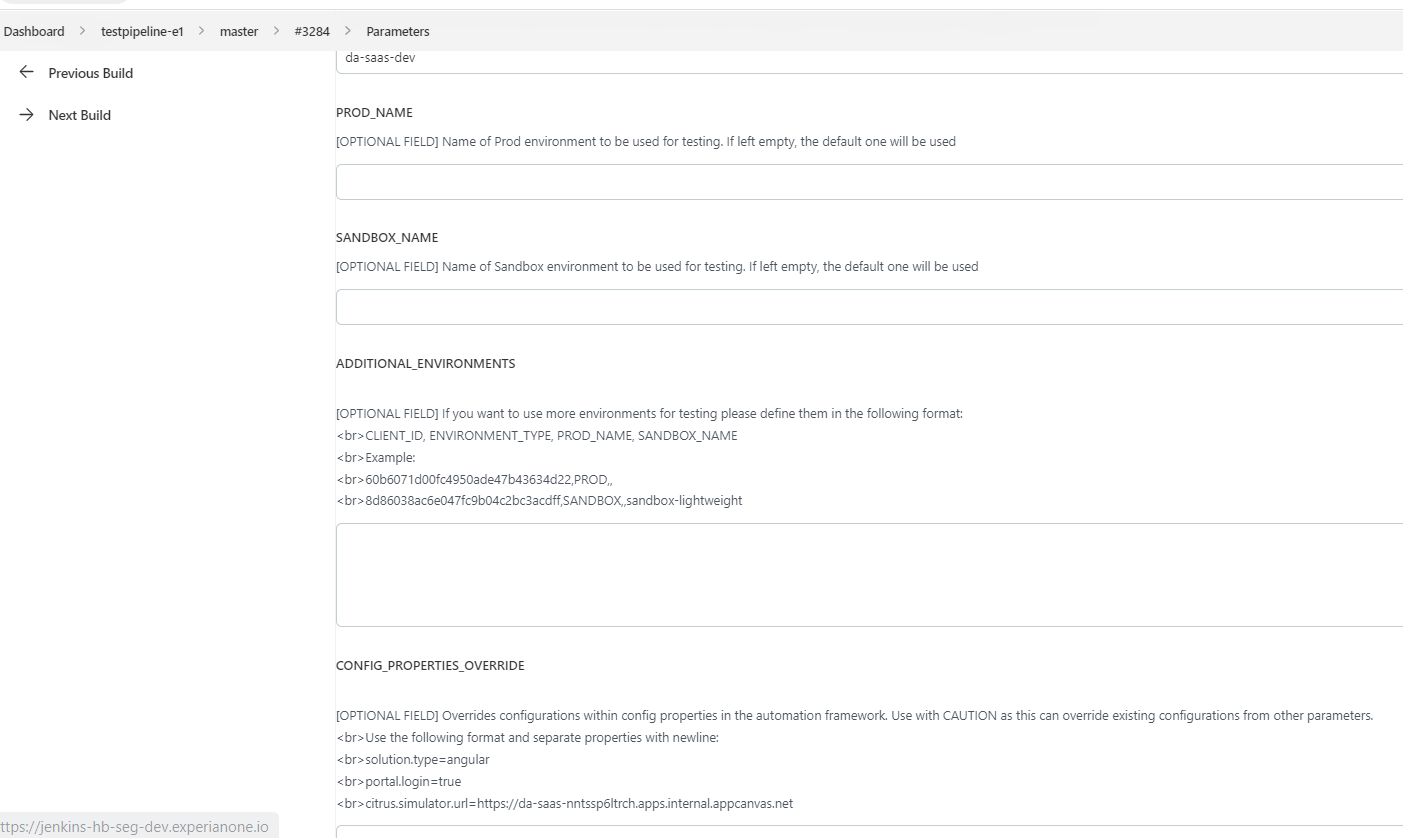 Dashboard > testpipeline-e1 > master > #3284 > Parameters
Previous Build
Next Build
da-saas-dev
PROD_NAME
[OPTIONAL FIELD] Name of Prod environment to be used for testing. If left empty, the default one will be used
SANDBOX_NAME
[OPTIONAL FIELD] Name of Sandbox environment to be used for testing. If left empty, the default one will be used
ADDITIONAL_ENVIRONMENTS
[OPTIONAL FIELD] If you want to use more environments for testing please define them in the following format:
<br>CLIENT_ID, ENVIRONMENT_TYPE, PROD_NAME, SANDBOX_NAME
<br>Example:
<br>60b6071d00fc4950ade47b43634d22,PROD,,
<br>8d86038ac6e047fc9b04c2bc3acdff,SANDBOX,,sandbox-lightweight
CONFIG_PROPERTIES_OVERRIDE
[OPTIONAL FIELD] Overrides configurations within config properties in the automation framework. Use with CAUTION as this can override existing configurations from other parameters.
<br>Use the following format and separate properties with newline:
<br>solution.type=angular
<br>portal.login=true
<br>citrus.simulator.url=https://da-saas-nntssp6ltrch.apps.internal.appcanvas.net
ttps://jenkins-hb-seg-dev.experianone.io